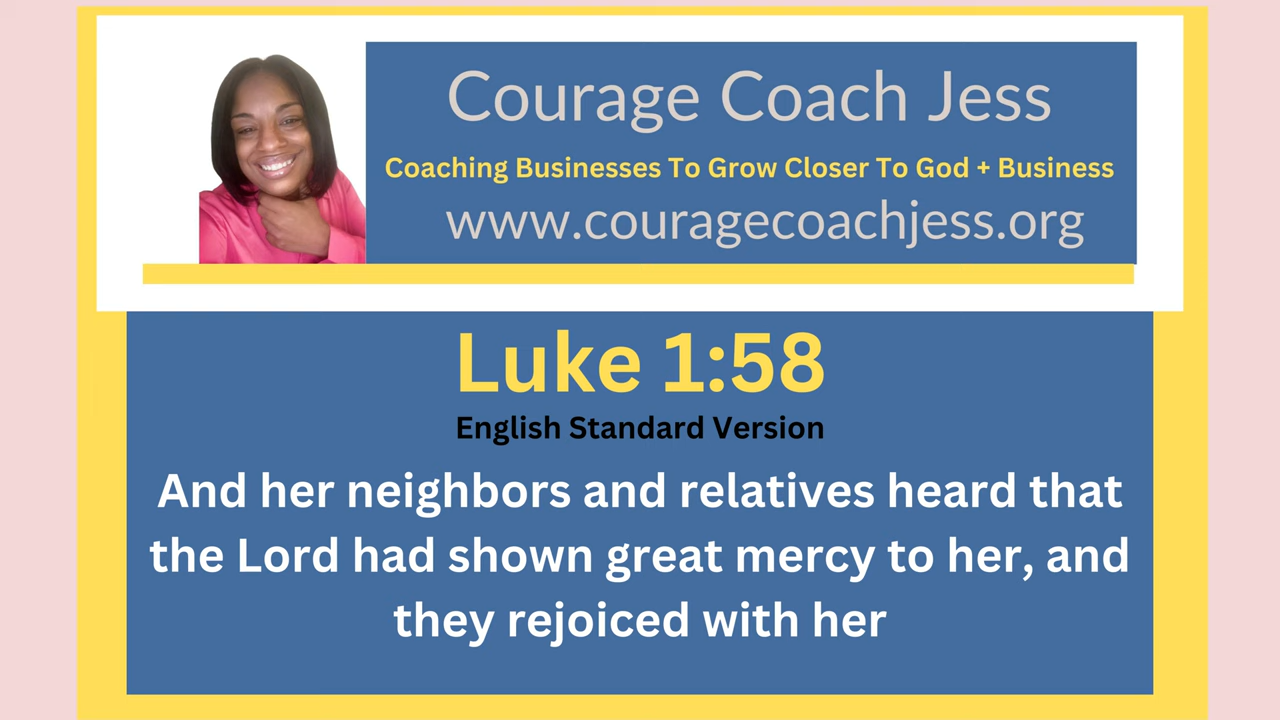 Courage Coach Jess
Coaching Businesses To Grow Closer To God + Business
www.couragecoachjess.org
Luke 1:58
English Standard Version
And her neighbors and relatives heard that
the Lord had shown great mercy to her, and
they rejoiced with her